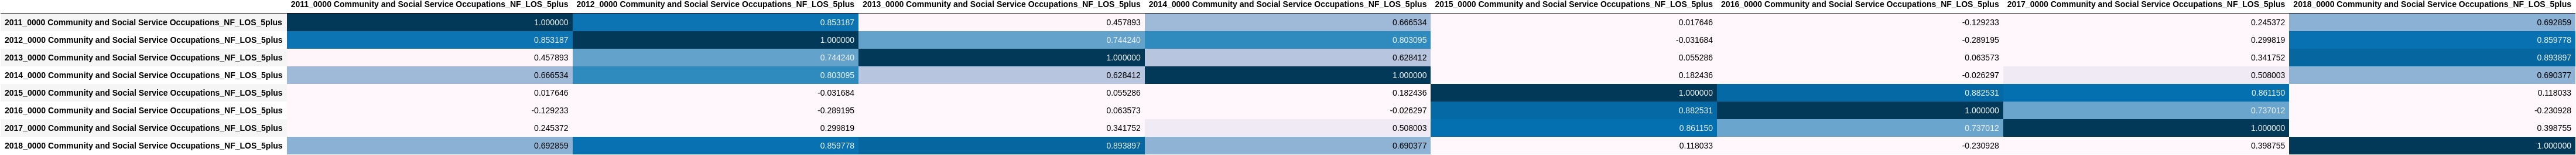 2011_0000 Community and Social Service Occupations_NF_LOS_5plus 2012_0000 Community and Social Service Occupations_NF_LOS_5plus 2013_0000 Community and Social Service Occupations_NF_LOS_5plus 2014_0000 Community and Social Service Occupations_NF_LOS_5plus 2015_0000 Community and Social Service Occupations_NF_LOS_5plus 2016_0000 Community and Social Service Occupations_NF_LOS_5plus 2017_0000 Community and Social Service Occupations_NF_LOS_5plus 2018_0000 Community and Social Service Occupations_NF_LOS_5plus
2011_0000 Community and Social Service Occupations_NF_LOS_5plus 1.000000 0.853187 0.457893 0.666534 0.017646 -0.129233 0.245372 0.692859
2012_0000 Community and Social Service Occupations_NF_LOS_5plus 0.853187 1.000000 0.744240 0.803095 -0.031684 -0.289195 0.299819 0.859778
2013_0000 Community and Social Service Occupations_NF_LOS_5plus 0.457893 0.744240 1.000000 0.628412 0.055286 0.063573 0.341752 0.893897
2014_0000 Community and Social Service Occupations_NF_LOS_5plus 0.666534 0.803095 0.628412 1.000000 0.182436 -0.026297 0.508003 0.690377
2015_0000 Community and Social Service Occupations_NF_LOS_5plus 0.017646 -0.031684 0.055286 0.182436 1.000000 0.882531 0.861150 0.118033
2016_0000 Community and Social Service Occupations_NF_LOS_5plus -0.129233 -0.289195 0.063573 -0.026297 0.882531 1.000000 0.737012 -0.230928
2017_0000 Community and Social Service Occupations_NF_LOS_5plus 0.245372 0.299819 0.341752 0.508003 0.861150 0.737012 1.000000 0.398755
2018_0000 Community and Social Service Occupations_NF_LOS_5plus 0.692859 0.859778 0.893897 0.690377 0.118033 -0.230928 0.398755 1.000000